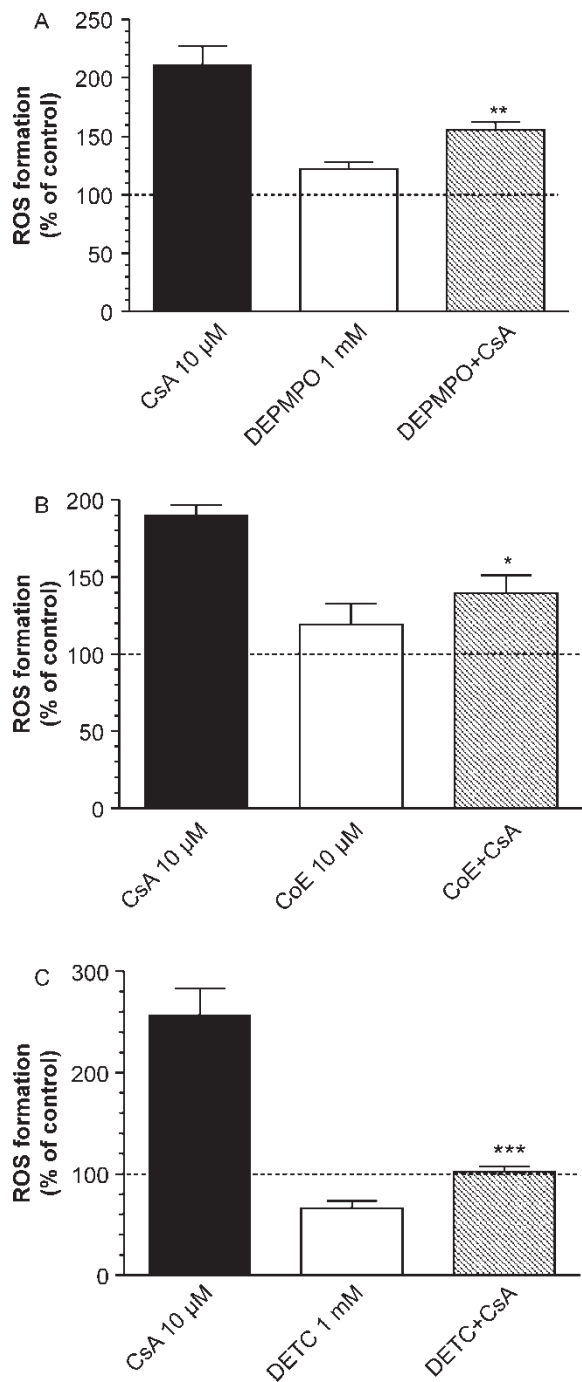 A
ROS formation
(% of control)
250
200
150
100
50
0
**
CsA 10 µM
DEPMPO 1 mM
DEPMPO+CsA
B
ROS formation
(% of control)
200
150
100
50
0
*
CsA 10 µM
CoE 10 µM
CoE+CsA
C
ROS formation
(% of control)
300
200
100
0
***
CsA 10 µM
DETC 1 mM
DETC+CsA